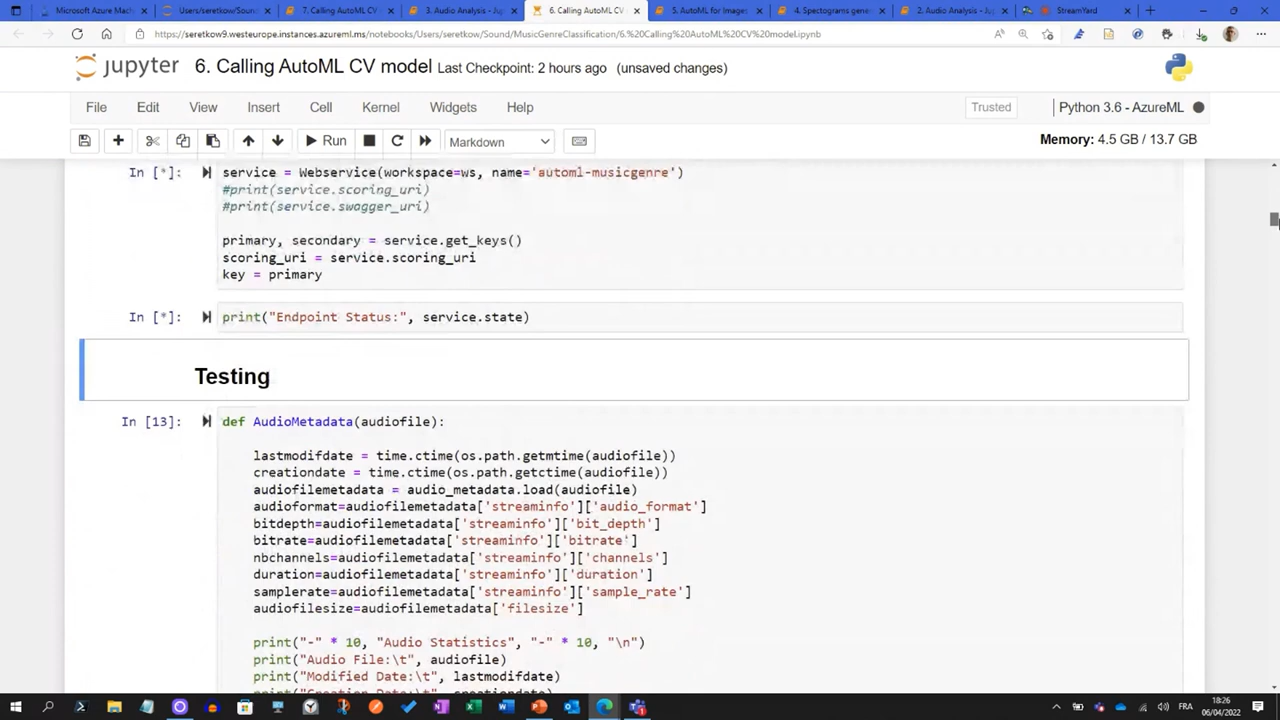 Microsoft Azure Machi
Users/seretkow/Soun
7. Calling AutoML CV
3. Audio Analysis - Jup
6. Calling AutoML CV
5. AutoML for Images
4. Spectograms gene
2. Audio Analysis - Jup
StreamYard
https://seretkow9.westeurope.instances.azureml.ms/notebooks/Users/seretkow/Sound/MusicGenreClassification/6.%20Calling%20AutoML%20CV%20model.ipynb
jupyter 6. Calling AutoML CV model Last Checkpoint: 2 hours ago (unsaved changes)
File Edit View Insert Cell Kernel Widgets Help Trusted Python 3.6 - AzureML
Run Markdown Memory: 4.5 GB / 13.7 GB
In [*]: service = Webservice(workspace=ws, name='automl-musicgenre')
#print(service.scoring_uri)
#print(service.swagger_uri)
primary, secondary = service.get_keys()
scoring_uri = service.scoring_uri
key = primary
In [*]: print("Endpoint Status:", service.state)
Testing
In [13]: def AudioMetadata(audiofile):
lastmodifdate = time.ctime(os.path.getmtime(audiofile))
creationdate = time.ctime(os.path.getctime(audiofile))
audiofilemetadata = audio_metadata.load(audiofile)
audioformat=audiofilemetadata['streaminfo']['audio_format']
bitdepth=audiofilemetadata['streaminfo']['bit_depth']
bitrate=audiofilemetadata['streaminfo']['bitrate']
nbchannels=audiofilemetadata['streaminfo']['channels']
duration=audiofilemetadata['streaminfo']['duration']
samplerate=audiofilemetadata['streaminfo']['sample_rate']
audiofilesize=audiofilemetadata['filesize']
print("-" * 10, "Audio Statistics", "-" * 10, "\n")
print("Audio File:\t", audiofile)
print("Modified Date:\t", lastmodifdate)
print("Creation Date:\t", creationdate)
FRA
18:26
06/04/2022